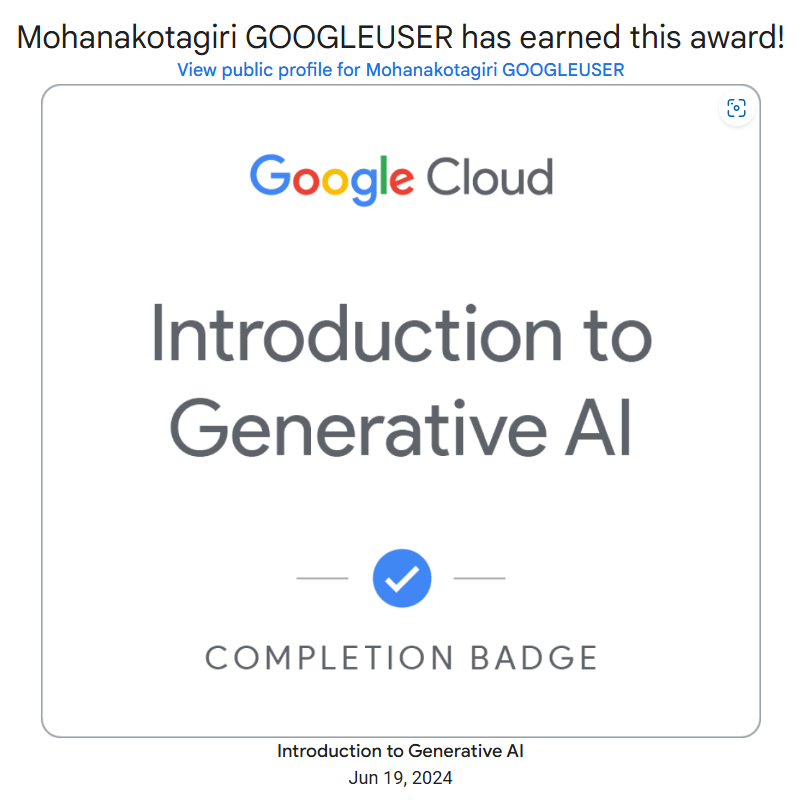 Mohanakotagiri GOOGLEUSER has earned this award!
View public profile for Mohanakotagiri GOOGLEUSER
Google Cloud
Introduction to
Generative AI
COMPLETION BADGE
Introduction to Generative AI
Jun 19, 2024